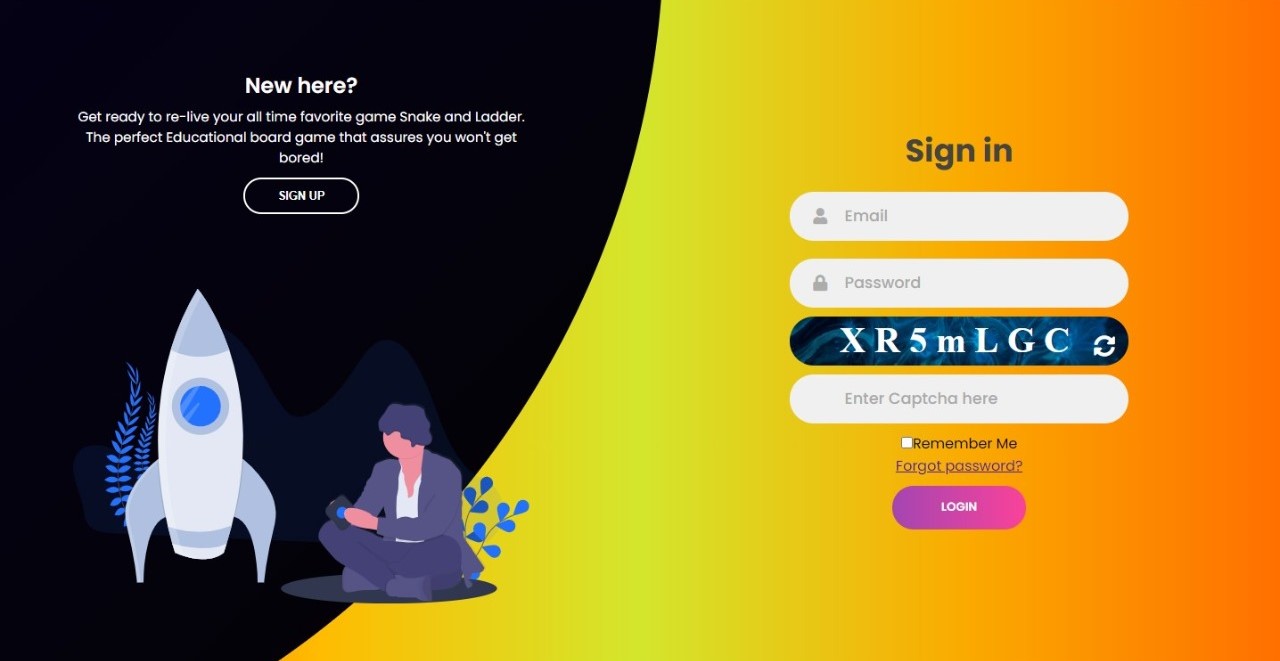 New here?
Get ready to re-live your all time favorite game Snake and Ladder.
The perfect Educational board game that assures you won't get
bored!
SIGN UP
Sign in
Email
Password
X R 5 m L G C
Enter Captcha here
Remember Me
Forgot password?
LOGIN